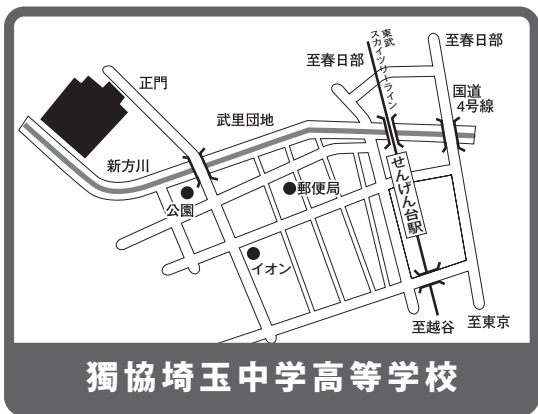 東武
スカイツリーライン
至春日部
至春日部
正門
国道
4号線
武里団地
新方川
せんげん台駅
郵便局
公園
イオン
至越谷
至東京
獨協埼玉中学高等学校